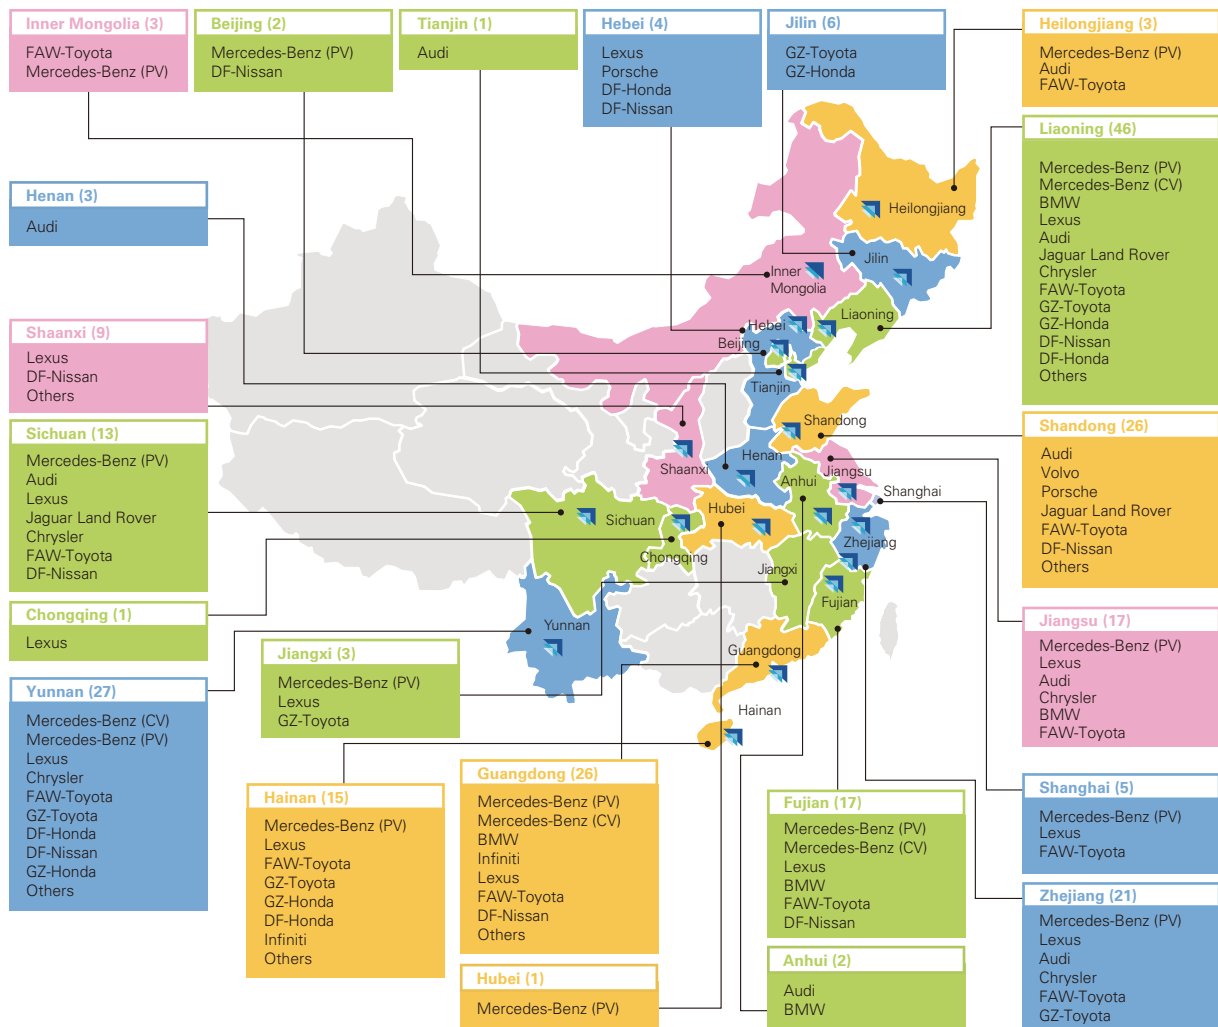 Inner Mongolia (3)
FAW-Toyota
Mercedes-Benz (PV)
Beijing (2)
Mercedes-Benz (PV)
DF-Nissan
Tianjin (1)
Audi
Hebei (4)
Lexus
Porsche
DF-Honda
DF-Nissan
Jilin (6)
GZ-Toyota
GZ-Honda
Heilongjiang (3)
Mercedes-Benz (PV)
Audi
FAW-Toyota
Liaoning (46)
Mercedes-Benz (PV)
Mercedes-Benz (CV)
BMW
Lexus
Audi
Jaguar Land Rover
Chrysler
FAW-Toyota
GZ-Toyota
GZ-Honda
DF-Nissan
DF-Honda
Others
Henan (3)
Audi
Shaanxi (9)
Lexus
DF-Nissan
Others
Sichuan (13)
Mercedes-Benz (PV)
Audi
Lexus
Jaguar Land Rover
Chrysler
FAW-Toyota
DF-Nissan
Chongqing (1)
Lexus
Yunnan (27)
Mercedes-Benz (CV)
Mercedes-Benz (PV)
Lexus
Chrysler
FAW-Toyota
GZ-Toyota
DF-Honda
DF-Nissan
GZ-Honda
Others
Jiangxi (3)
Mercedes-Benz (PV)
Lexus
GZ-Toyota
Hainan (15)
Mercedes-Benz (PV)
Lexus
FAW-Toyota
GZ-Toyota
GZ-Honda
DF-Honda
Infiniti
Others
Guangdong (26)
Mercedes-Benz (PV)
Mercedes-Benz (CV)
BMW
Infiniti
Lexus
FAW-Toyota
DF-Nissan
Others
Hubei (1)
Mercedes-Benz (PV)
Fujian (17)
Mercedes-Benz (PV)
Mercedes-Benz (CV)
Lexus
BMW
FAW-Toyota
DF-Nissan
Anhui (2)
Audi
BMW
Shandong (26)
Audi
Volvo
Porsche
Jaguar Land Rover
FAW-Toyota
DF-Nissan
Others
Jiangsu (17)
Mercedes-Benz (PV)
Lexus
Audi
Chrysler
BMW
FAW-Toyota
Shanghai (5)
Mercedes-Benz (PV)
Lexus
FAW-Toyota
Zhejiang (21)
Mercedes-Benz (PV)
Lexus
Audi
Chrysler
FAW-Toyota
GZ-Toyota
Heilongjiang
Jilin
Inner
Mongolia
Liaoning
Hebei
Beijing
Tianjin
Shandong
Henan
Shaanxi
Jiangsu
Anhui
Shanghai
Sichuan
Hubei
Zhejiang
Chongqing
Jiangxi
Fujian
Yunnan
Guangdong
Hainan